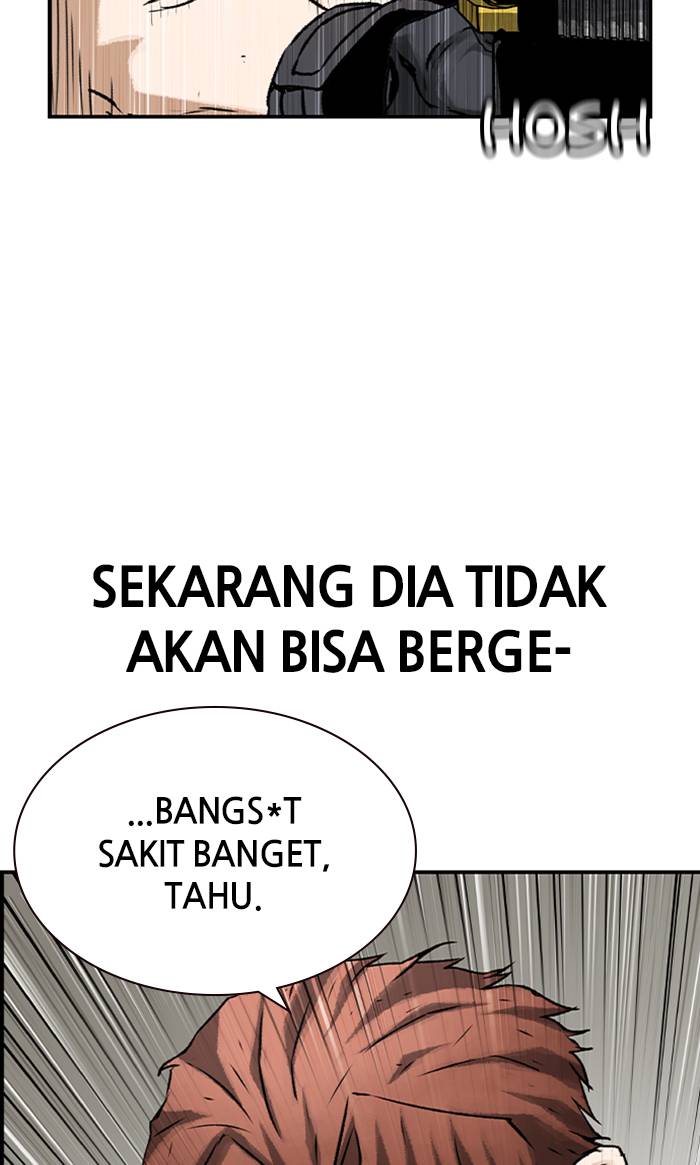 HOSH
SEKARANG DIA TIDAK
AKAN BISA BERGE-
...BANGS*T
SAKIT BANGET,
TAHU.